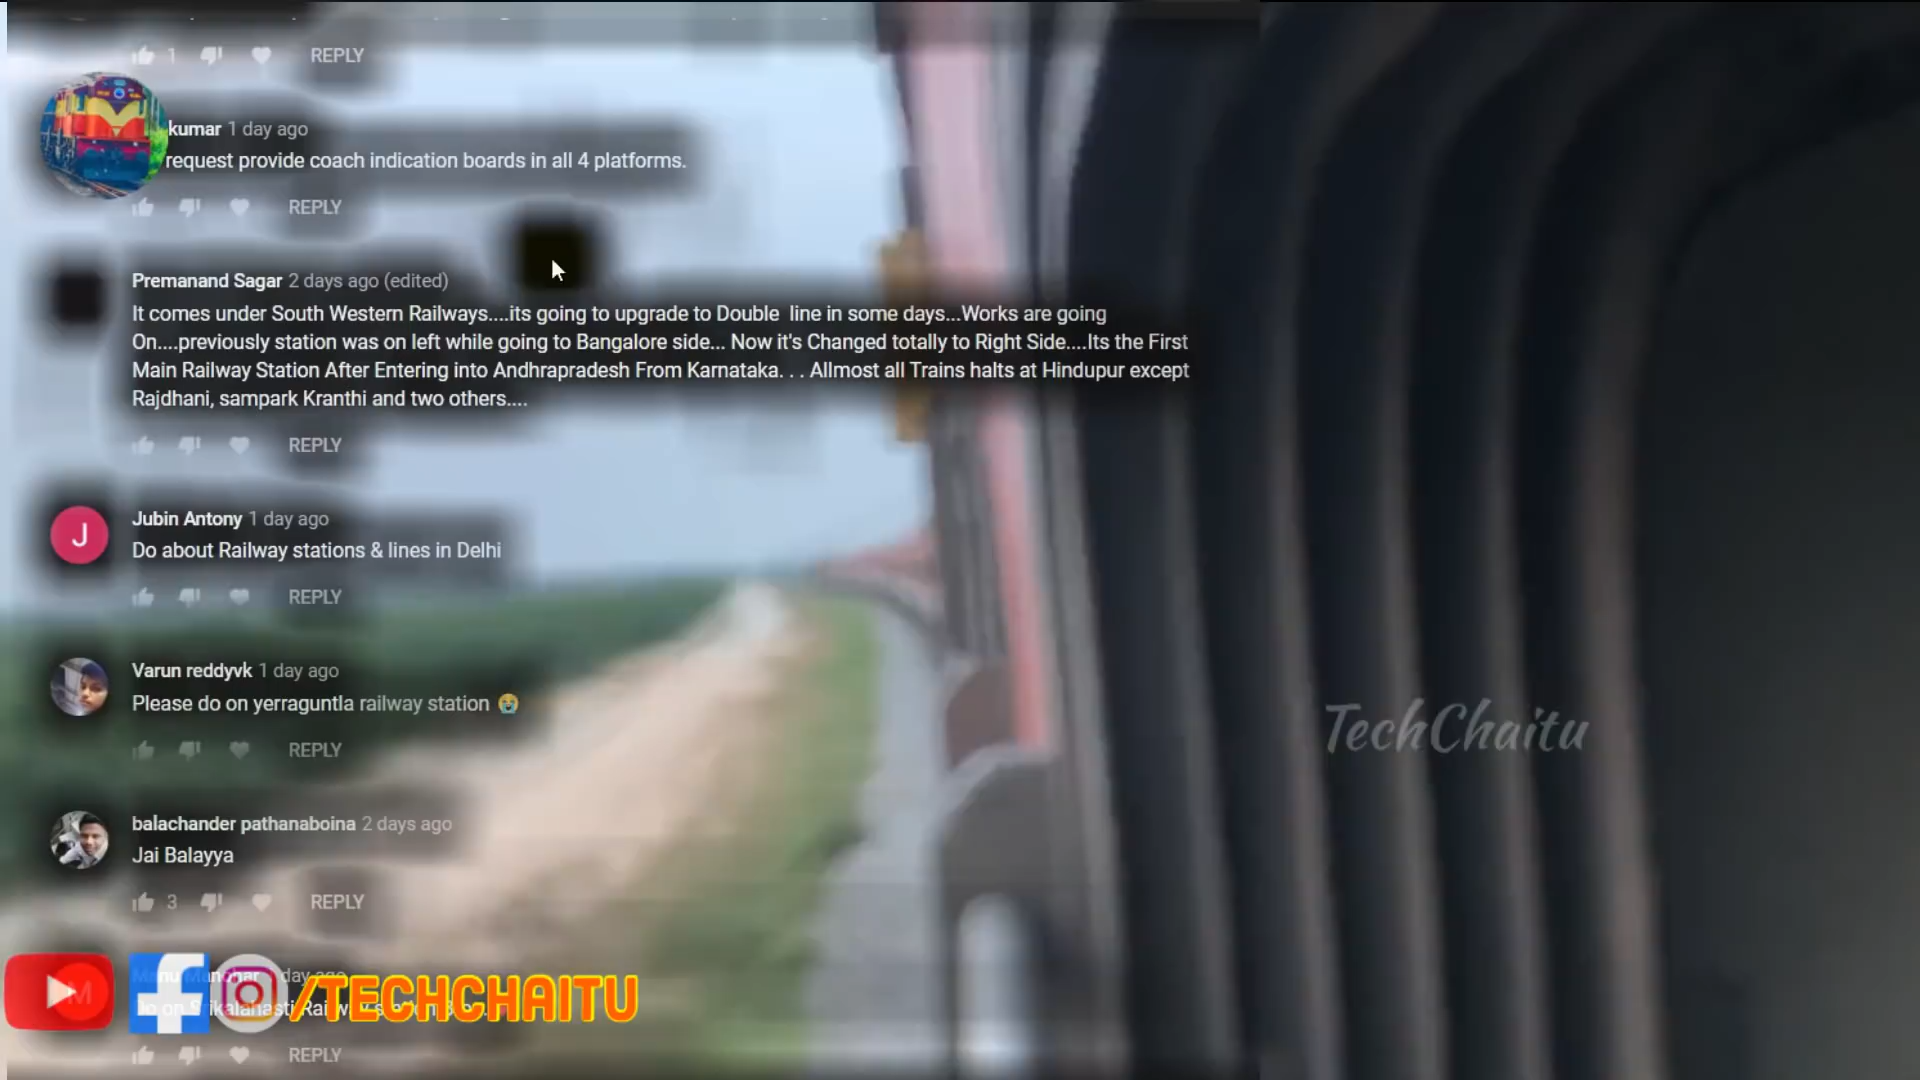 1 REPLY
kumar 1 day ago
request provide coach indication boards in all 4 platforms.
REPLY
Premanand Sagar 2 days ago (edited)
It comes under South Western Railways....its going to upgrade to Double line in some days...Works are going
On....previously station was on left while going to Bangalore side... Now it's Changed totally to Right Side....Its the First
Main Railway Station After Entering into Andhrapradesh From Karnataka. . . Allmost all Trains halts at Hindupur except
Rajdhani, sampark Kranthi and two others....
REPLY
J
Jubin Antony 1 day ago
Do about Railway stations & lines in Delhi
REPLY
Varun reddyvk 1 day ago
Please do on yerraguntla railway station 😭
REPLY
TechChaitu
balachander pathanaboina 2 days ago
Jai Balayya
3 REPLY
Manu Manohar day ago
/TECHCHAITU
REPLY